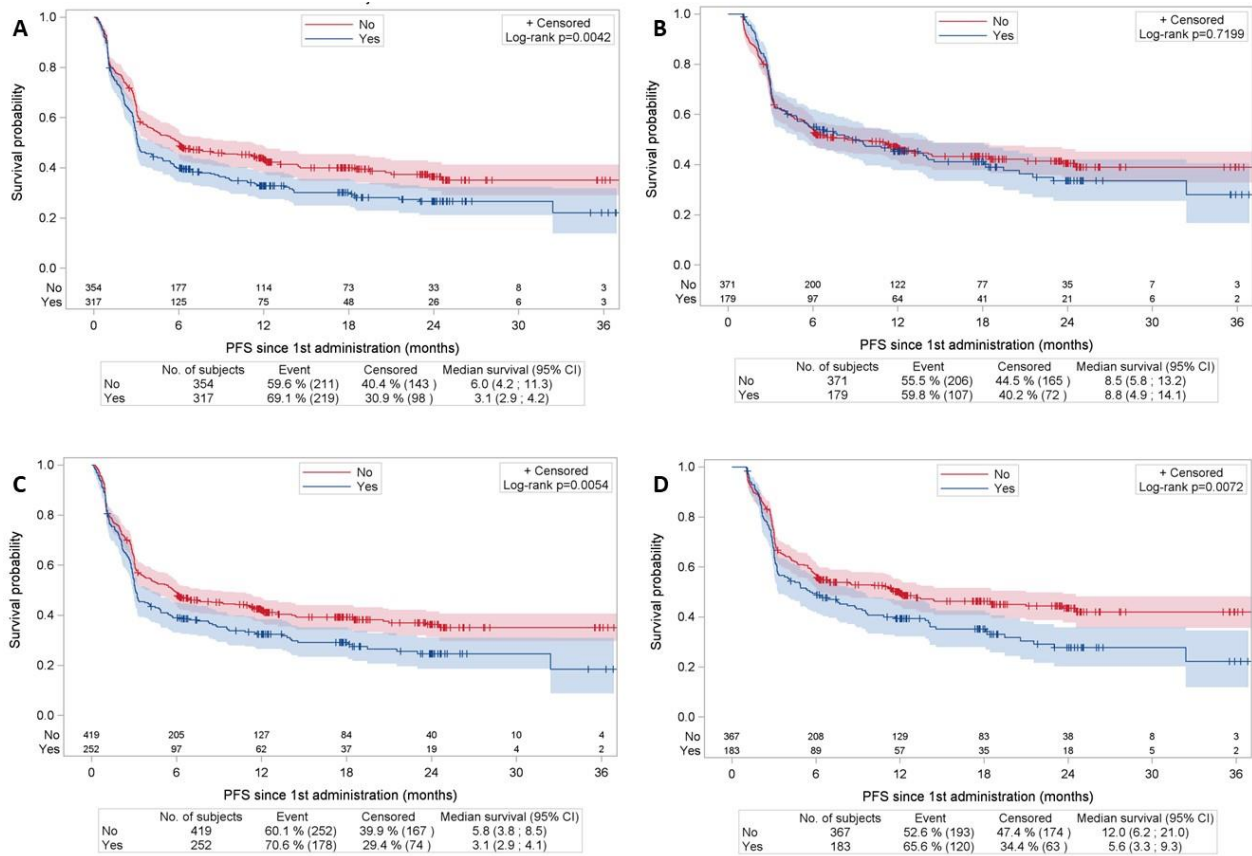 A
No
Yes
+ Censored
Log-rank p=0.0042
Survival probability
1.0
0.8
0.6
0.4
0.2
0.0
No 354 177 114 73 33 8 3
Yes 317 125 75 48 26 6 3
0 6 12 18 24 30 36
PFS since 1st administration (months)
No. of subjects Event Censored Median survival (95% CI)
No 354 59.6 % (211) 40.4 % (143 ) 6.0 (4.2 ; 11.3)
Yes 317 69.1 % (219) 30.9 % (98 ) 3.1 (2.9 ; 4.2)
B
No
Yes
+ Censored
Log-rank p=0.7199
Survival probability
1.0
0.8
0.6
0.4
0.2
0.0
No 371 200 122 77 35 7 3
Yes 179 97 64 41 21 6 2
0 6 12 18 24 30 36
PFS since 1st administration (months)
No. of subjects Event Censored Median survival (95% CI)
No 371 55.5 % (206) 44.5 % (165 ) 8.5 (5.8 ; 13.2)
Yes 179 59.8 % (107) 40.2 % (72 ) 8.8 (4.9 ; 14.1)
C
No
Yes
+ Censored
Log-rank p=0.0054
Survival probability
1.0
0.8
0.6
0.4
0.2
0.0
No 419 205 127 84 40 10 4
Yes 252 97 62 37 19 4 2
0 6 12 18 24 30 36
PFS since 1st administration (months)
No. of subjects Event Censored Median survival (95% CI)
No 419 60.1 % (252) 39.9 % (167 ) 5.8 (3.8 ; 8.5)
Yes 252 70.6 % (178) 29.4 % (74 ) 3.1 (2.9 ; 4.1)
D
No
Yes
+ Censored
Log-rank p=0.0072
Survival probability
1.0
0.8
0.6
0.4
0.2
0.0
No 367 208 129 83 38 8 3
Yes 183 89 57 35 18 5 2
0 6 12 18 24 30 36
PFS since 1st administration (months)
No. of subjects Event Censored Median survival (95% CI)
No 367 52.6 % (193) 47.4 % (174 ) 12.0 (6.2 ; 21.0)
Yes 183 65.6 % (120) 34.4 % (63 ) 5.6 (3.3 ; 9.3)